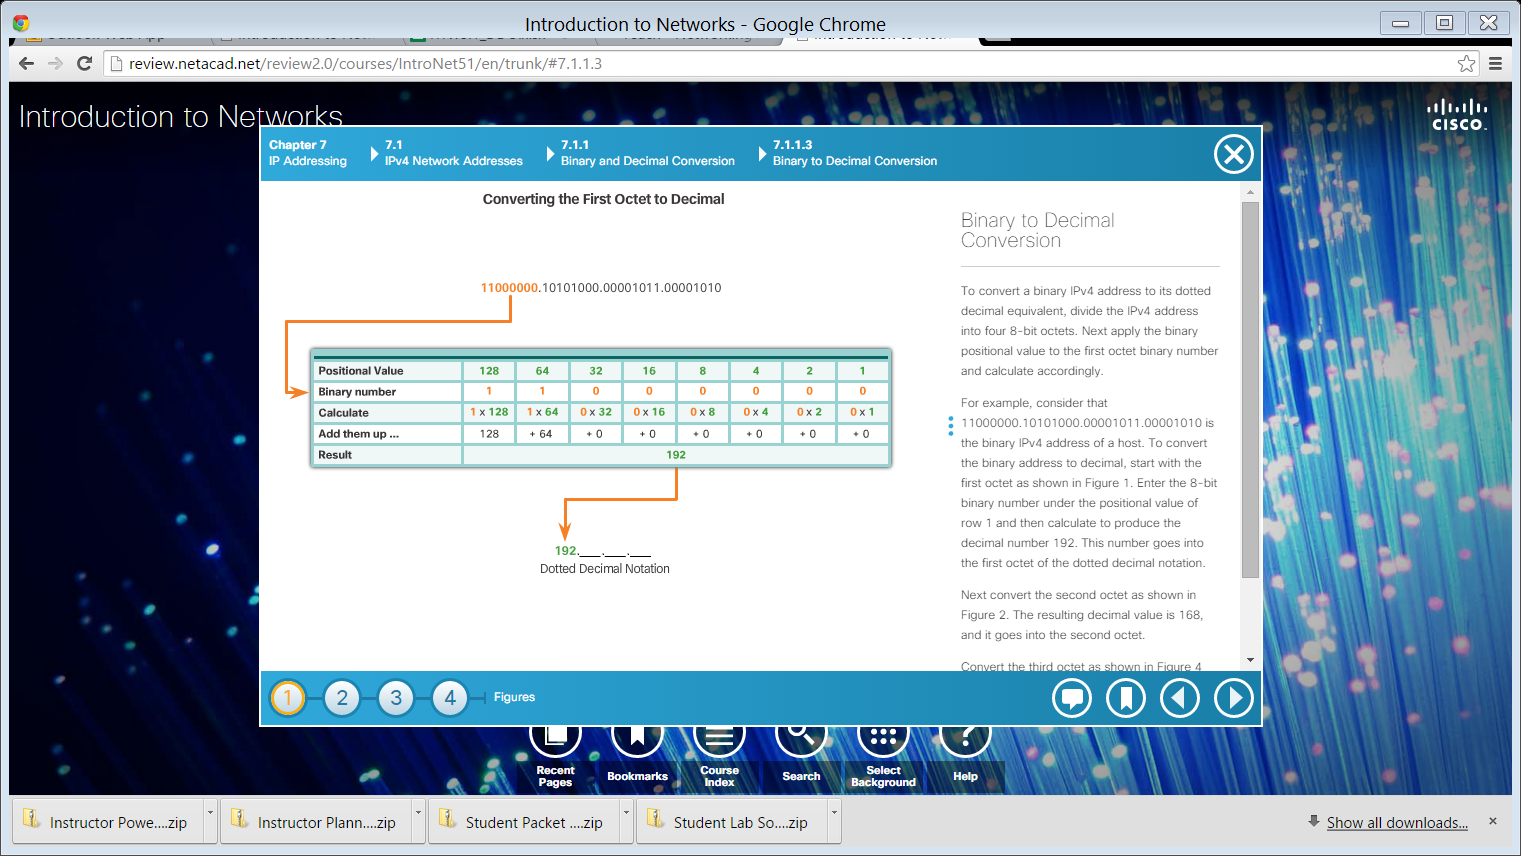 Introduction to Networks - Google Chrome
review.netacad.net/review2.0/courses/IntroNet51/en/trunk/#7.1.1.3
Introduction to Networks
CISCO
Chapter 7
IP Addressing
7.1
IPv4 Network Addresses
7.1.1
Binary and Decimal Conversion
7.1.1.3
Binary to Decimal Conversion
Converting the First Octet to Decimal
11000000.10101000.00001011.00001010
Positional Value 128 64 32 16 8 4 2 1
Binary number 1 1 0 0 0 0 0 0
Calculate 1 x 128 1 x 64 0 x 32 0 x 16 0 x 8 0 x 4 0 x 2 0 x 1
Add them up ... 128 + 64 + 0 + 0 + 0 + 0 + 0 + 0
Result 192
192.___.___.___
Dotted Decimal Notation
Binary to Decimal
Conversion
To convert a binary IPv4 address to its dotted
decimal equivalent, divide the IPv4 address
into four 8-bit octets. Next apply the binary
positional value to the first octet binary number
and calculate accordingly.
For example, consider that
11000000.10101000.00001011.00001010 is
the binary IPv4 address of a host. To convert
the binary address to decimal, start with the
first octet as shown in Figure 1. Enter the 8-bit
binary number under the positional value of
row 1 and then calculate to produce the
decimal number 192. This number goes into
the first octet of the dotted decimal notation.
Next convert the second octet as shown in
Figure 2. The resulting decimal value is 168,
and it goes into the second octet.
Convert the third octet as shown in Figure 4
1 2 3 4 Figures
Recent
Pages
Bookmarks
Course
Index
Search
Select
Background
Help
Instructor Powe....zip
Instructor Plann....zip
Student Packet ....zip
Student Lab So....zip
Show all downloads...